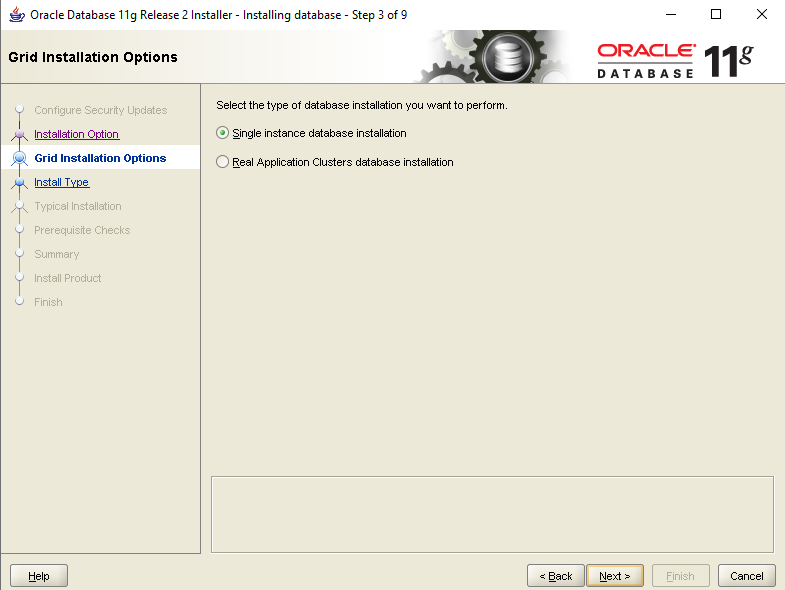 Oracle Database 11g Release 2 Installer - Installing database - Step 3 of 9
Grid Installation Options
ORACLE
DATABASE 11g
Configure Security Updates
Installation Option
Grid Installation Options
Install Type
Typical Installation
Prerequisite Checks
Summary
Install Product
Finish
Select the type of database installation you want to perform.
Single instance database installation
Real Application Clusters database installation
Help
< Back
Next >
Finish
Cancel